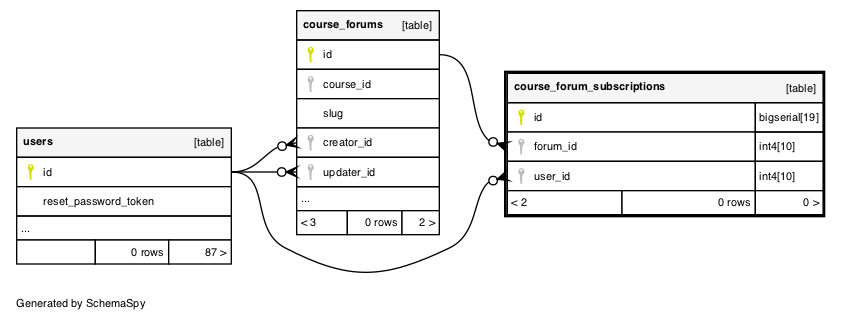 users [table]
id
reset_password_token
...
0 rows 87 >
course_forums [table]
id
course_id
slug
creator_id
updater_id
...
< 3 0 rows 2 >
course_forum_subscriptions [table]
id bigserial[19]
forum_id int4[10]
user_id int4[10]
< 2 0 rows 0 >
Generated by SchemaSpy